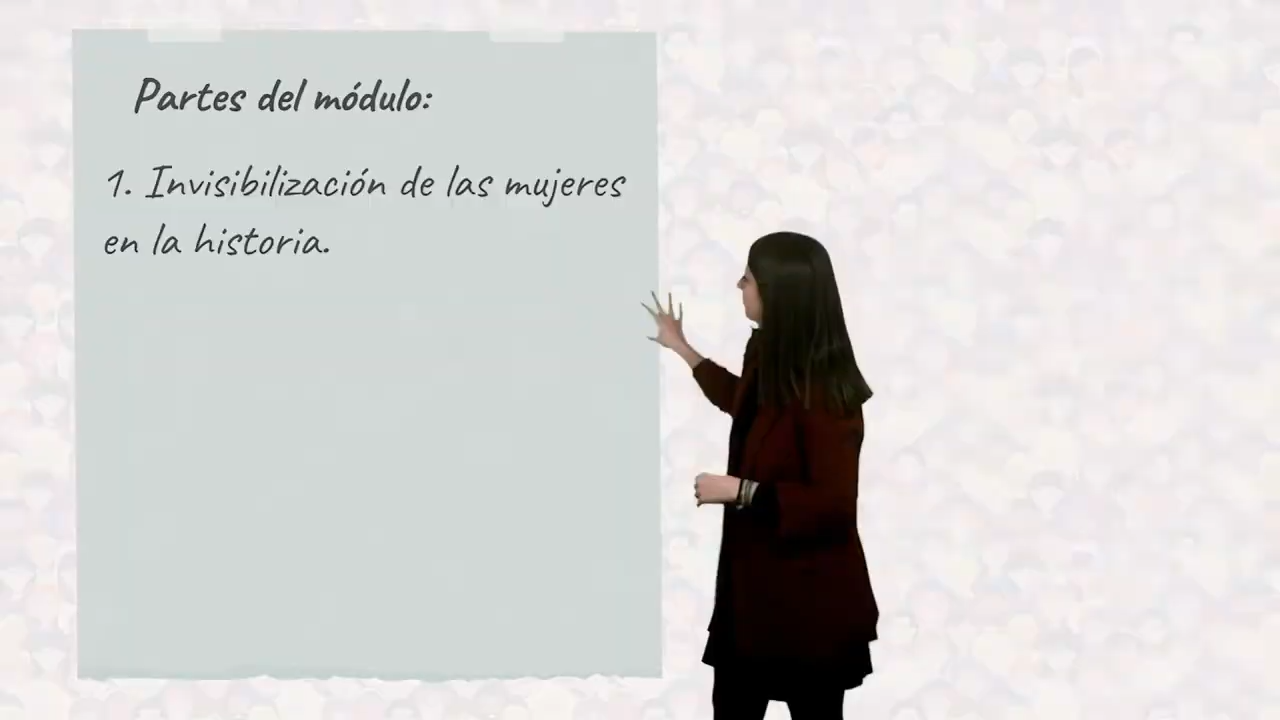 Partes del módulo:
1. Invisibilización de las mujeres
en la historia.